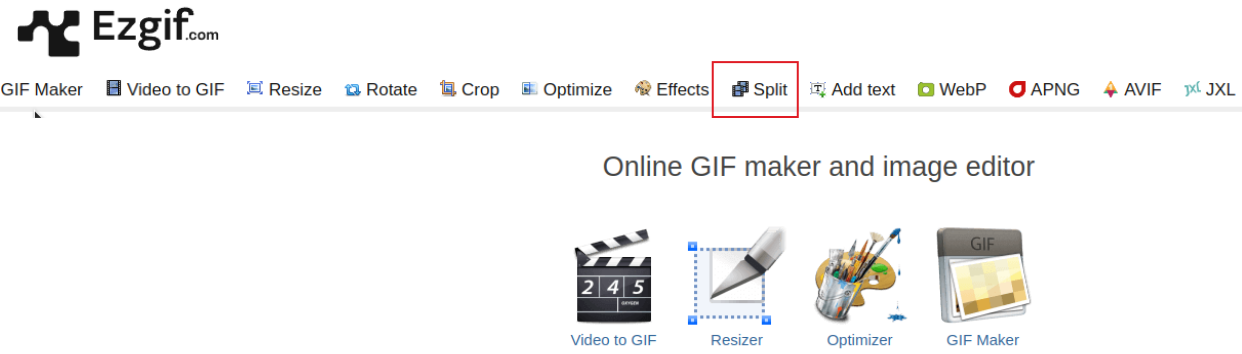 Ezgif.com
GIF Maker Video to GIF Resize Rotate Crop Optimize Effects Split Add text WebP APNG AVIF JXL
Online GIF maker and image editor
2 4 5
OXYGEN
GIF
Video to GIF Resizer Optimizer GIF Maker